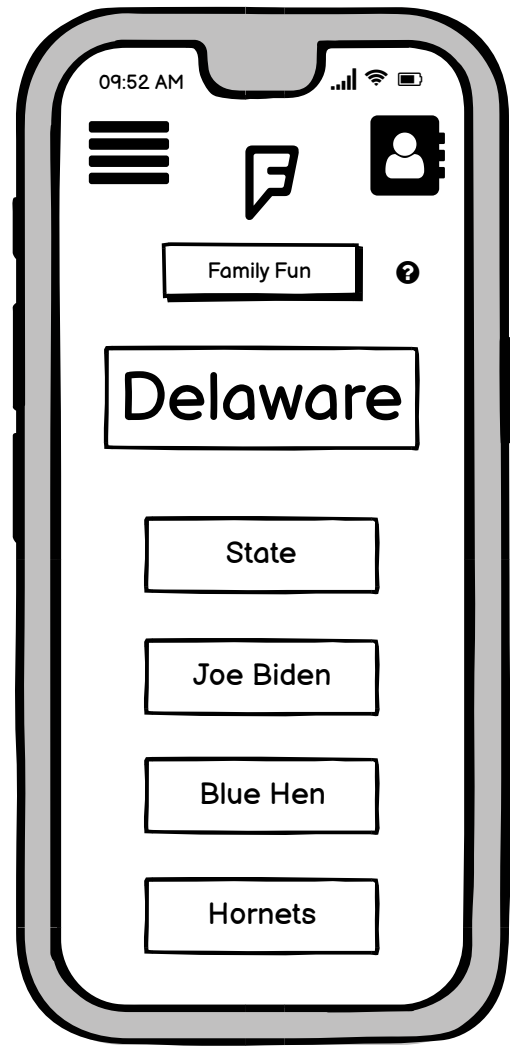 09:52 AM
Family Fun
?
Delaware
State
Joe Biden
Blue Hen
Hornets